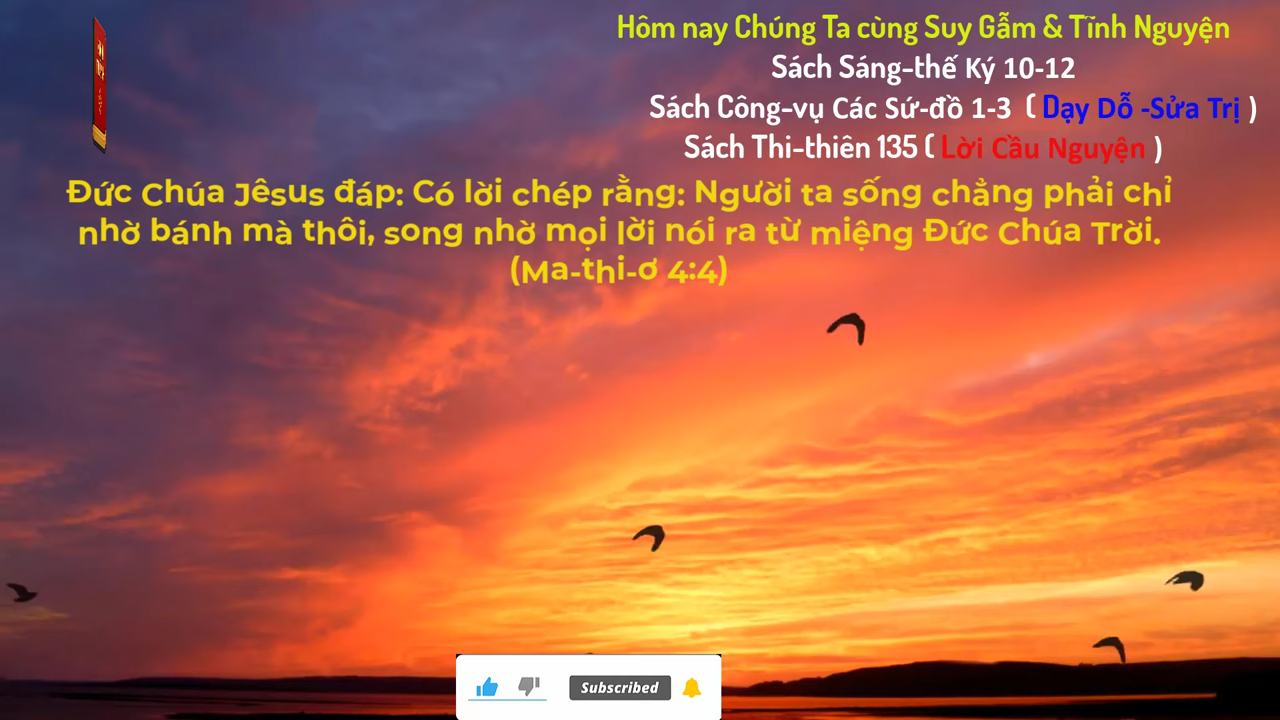 Hôm nay Chúng Ta cùng Suy Gẫm & Tĩnh Nguyện
Sách Sáng-thế Ký 10-12
Sách Công-vụ Các Sứ-đồ 1-3 ( Dạy Dỗ -Sửa Trị )
Sách Thi-thiên 135 ( Lời Cầu Nguyện )
Đức Chúa Jêsus đáp: Có lời chép rằng: Người ta sống chẳng phải chỉ
nhờ bánh mà thôi, song nhờ mọi lời nói ra từ miệng Đức Chúa Trời.
(Ma-thi-ơ 4:4)
Subscribed